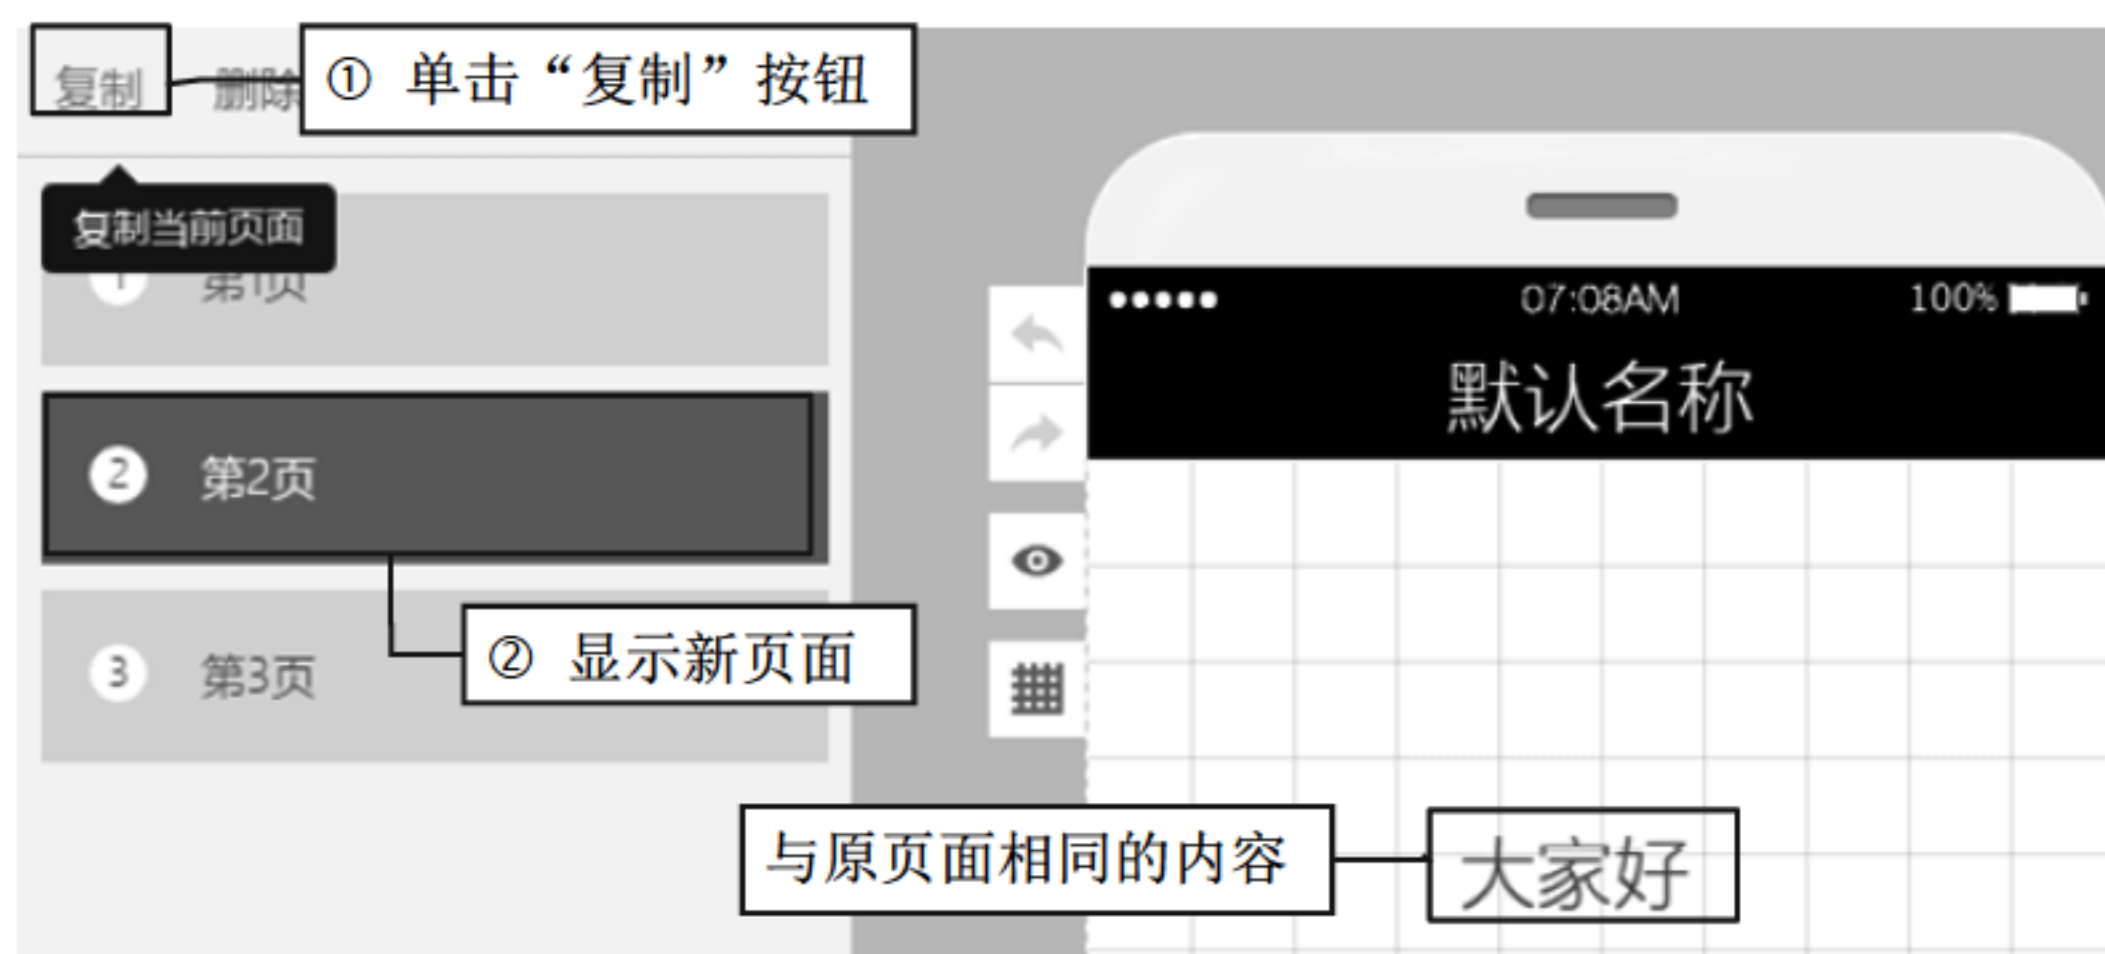 复制
删除
① 单击“复制”按钮
复制当前页面
1 第1页
07:08AM
100%
默认名称
2 第2页
② 显示新页面
3 第3页
与原页面相同的内容
大家好